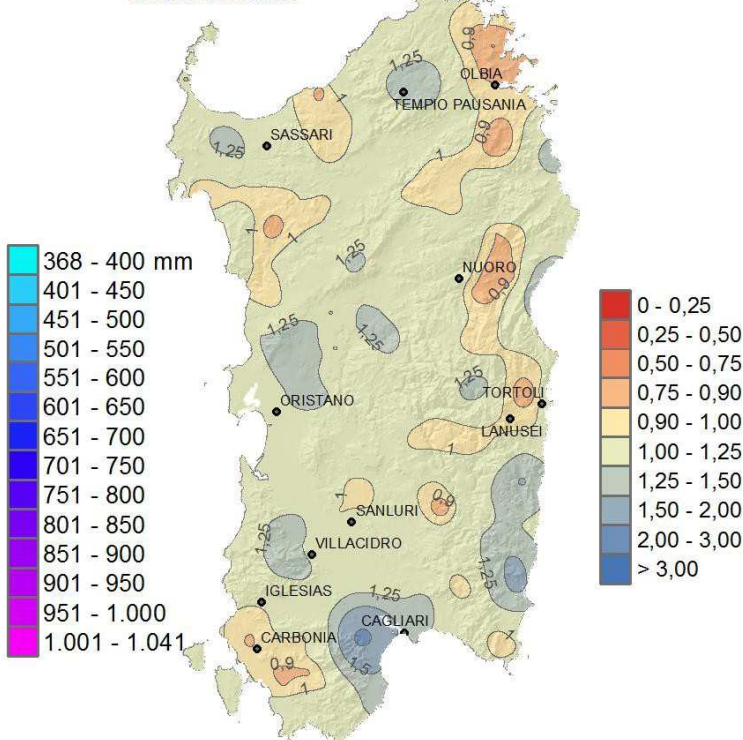 0,9
1,25
OLBIA
TEMPIO PAUSANIA
1
SASSARI
1,25
0,9
1
1
1
1,25
NUORO
0,9
1,25
1,25
1,25
TORTOLÌ
ORISTANO
LANUSEI
1
1
0,9
SANLURI
1,25
VILLACIDRO
1,25
IGLESIAS
1,25
CAGLIARI
CARBONIA
1
0,9
1,5
1
368 - 400 mm
401 - 450
451 - 500
501 - 550
551 - 600
601 - 650
651 - 700
701 - 750
751 - 800
801 - 850
851 - 900
901 - 950
951 - 1.000
1.001 - 1.041
0 - 0,25
0,25 - 0,50
0,50 - 0,75
0,75 - 0,90
0,90 - 1,00
1,00 - 1,25
1,25 - 1,50
1,50 - 2,00
2,00 - 3,00
> 3,00